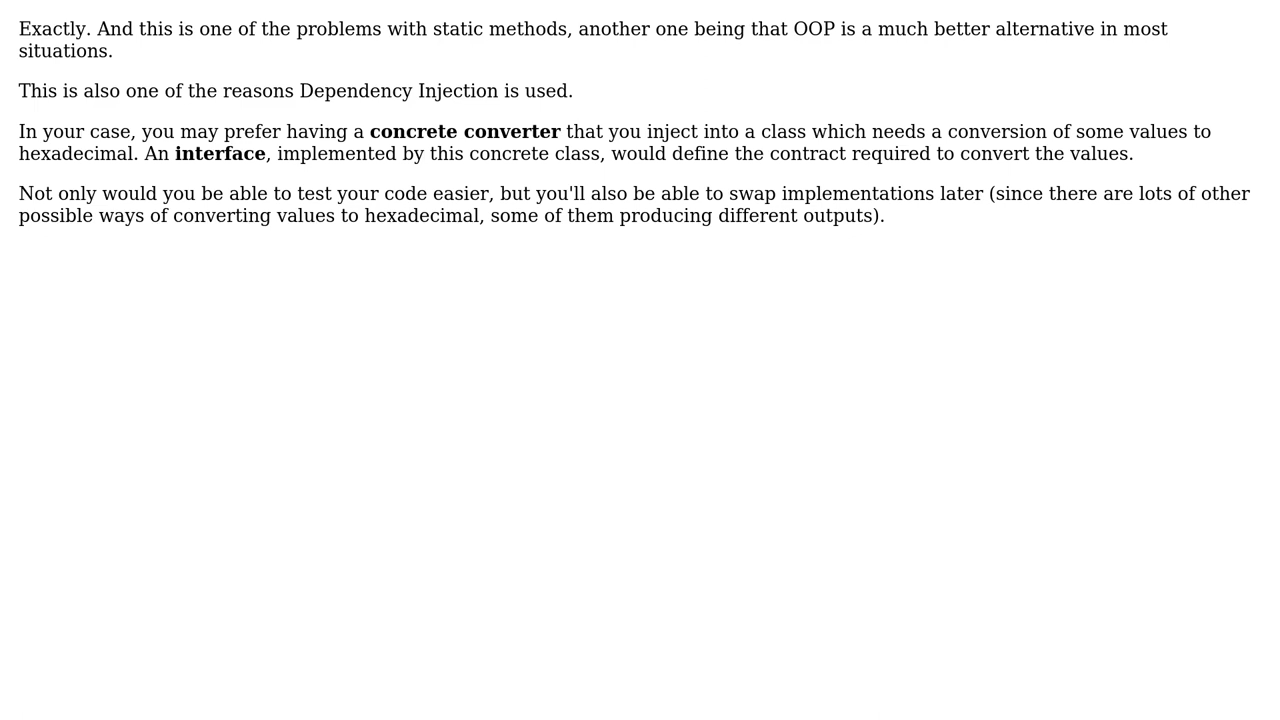 Exactly. And this is one of the problems with static methods, another one being that OOP is a much better alternative in most
situations.
This is also one of the reasons Dependency Injection is used.
In your case, you may prefer having a concrete converter that you inject into a class which needs a conversion of some values to
hexadecimal. An interface, implemented by this concrete class, would define the contract required to convert the values.
Not only would you be able to test your code easier, but you'll also be able to swap implementations later (since there are lots of other
possible ways of converting values to hexadecimal, some of them producing different outputs).